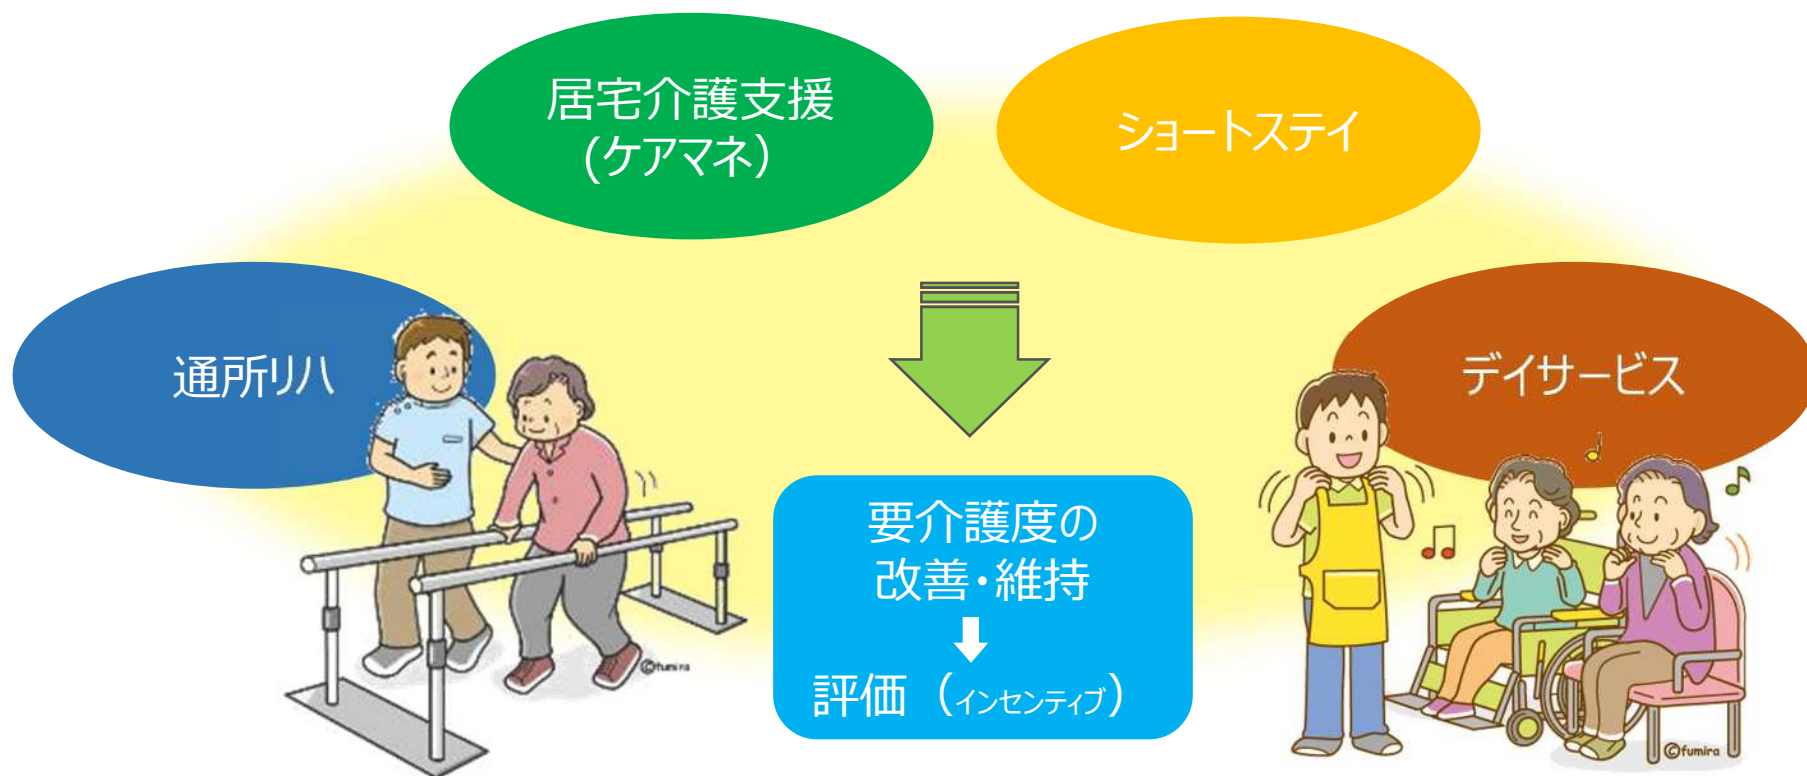 居宅介護支援
(ケアマネ）
ショートステイ
通所リハ
デイサービス
要介護度の
改善・維持
評価（インセンティブ）
©fumira
©fumira